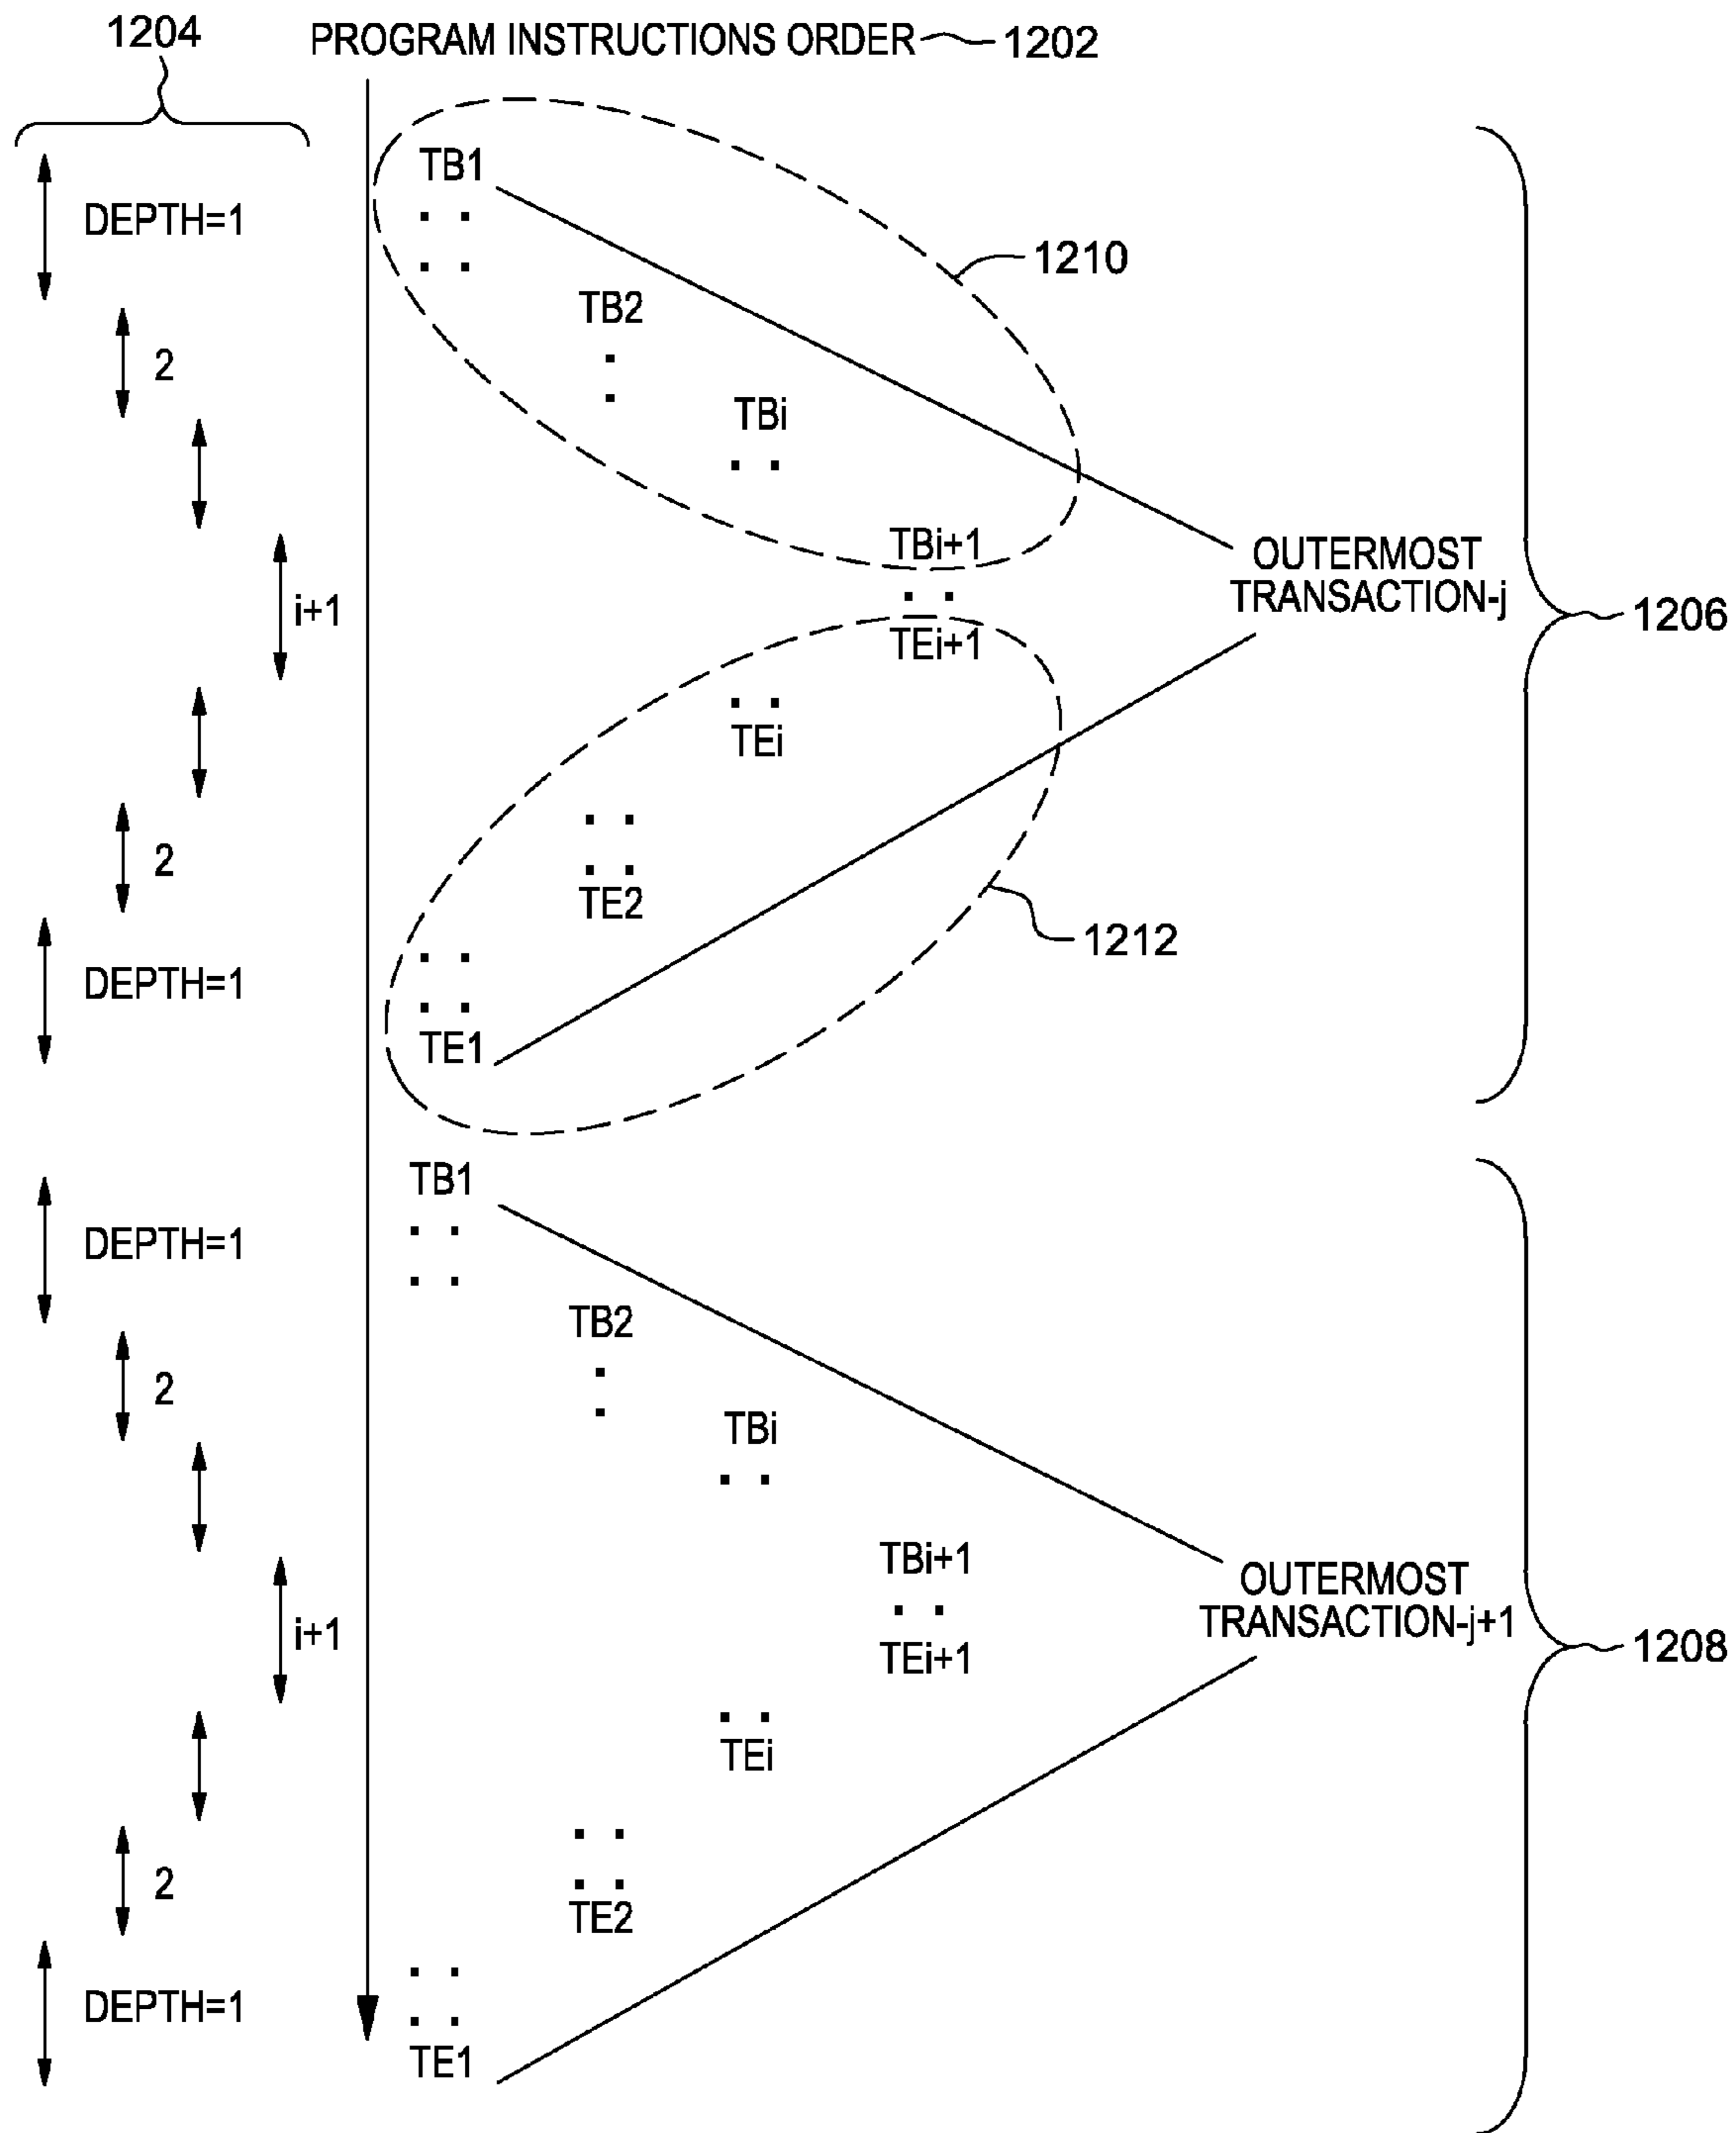 1204
PROGRAM INSTRUCTIONS ORDER 1202
TB1
DEPTH=1
1210
TB2
2
TBi
TBi+1
OUTERMOST
TRANSACTION-j
i+1
1206
TEi+1
TEi
2
TE2
1212
DEPTH=1
TE1
TB1
DEPTH=1
TB2
2
TBi
TBi+1
OUTERMOST
TRANSACTION-j+1
i+1
1208
TEi+1
TEi
2
TE2
DEPTH=1
TE1